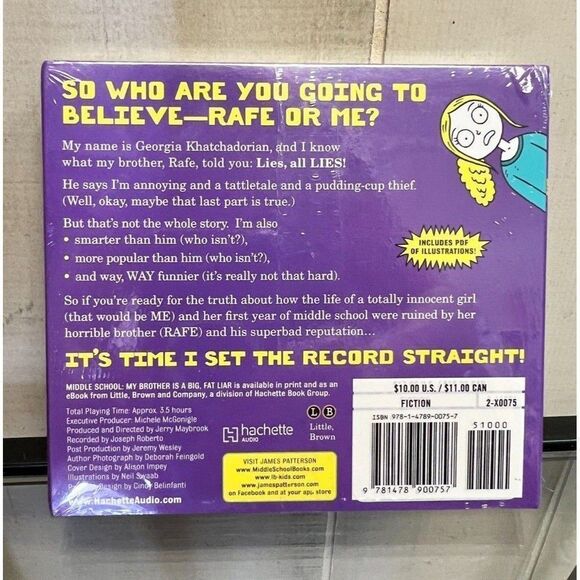 SO WHO ARE YOU GOING TO
BELIEVE—RAFE OR ME?
My name is Georgia Khatchadorian, and I know
what my brother, Rafe, told you: Lies, all LIES!
He says I'm annoying and a tattletale and a pudding-cup thief.
(Well, okay, maybe that last part is true.)
But that's not the whole story. I'm also
• smarter than him (who isn't?),
• more popular than him (who isn't?),
• and way, WAY funnier (it's really not that hard).
INCLUDES PDF
OF ILLUSTRATIONS!
So if you're ready for the truth about how the life of a totally innocent girl
(that would be ME) and her first year of middle school were ruined by her
horrible brother (RAFE) and his superbad reputation...
IT'S TIME I SET THE RECORD STRAIGHT!
MIDDLE SCHOOL: MY BROTHER IS A BIG, FAT LIAR is available in print and as an
eBook from Little, Brown and Company, a division of Hachette Book Group.
Total Playing Time: Approx. 3.5 hours
Executive Producer: Michele McGonigle
Produced and Directed by Jerry Maybrook
Recorded by Joseph Roberto
Post Production by Jeremy Wesley
Author Photograph by Deborah Feingold
Cover Design by Alison Impey
Illustrations by Neil Swaab
Design by Cindy Belinfanti
www.HachetteAudio.com
hachette
AUDIO
L B
Little,
Brown
VISIT JAMES PATTERSON
www.MiddleSchoolBooks.com
www.lb-kids.com
www.jamespatterson.com
on Facebook and at your app store
$10.00 U.S. / $11.00 CAN
FICTION 2-X0075
ISBN 978-1-4789-0075-7
51000
9 781478 900757